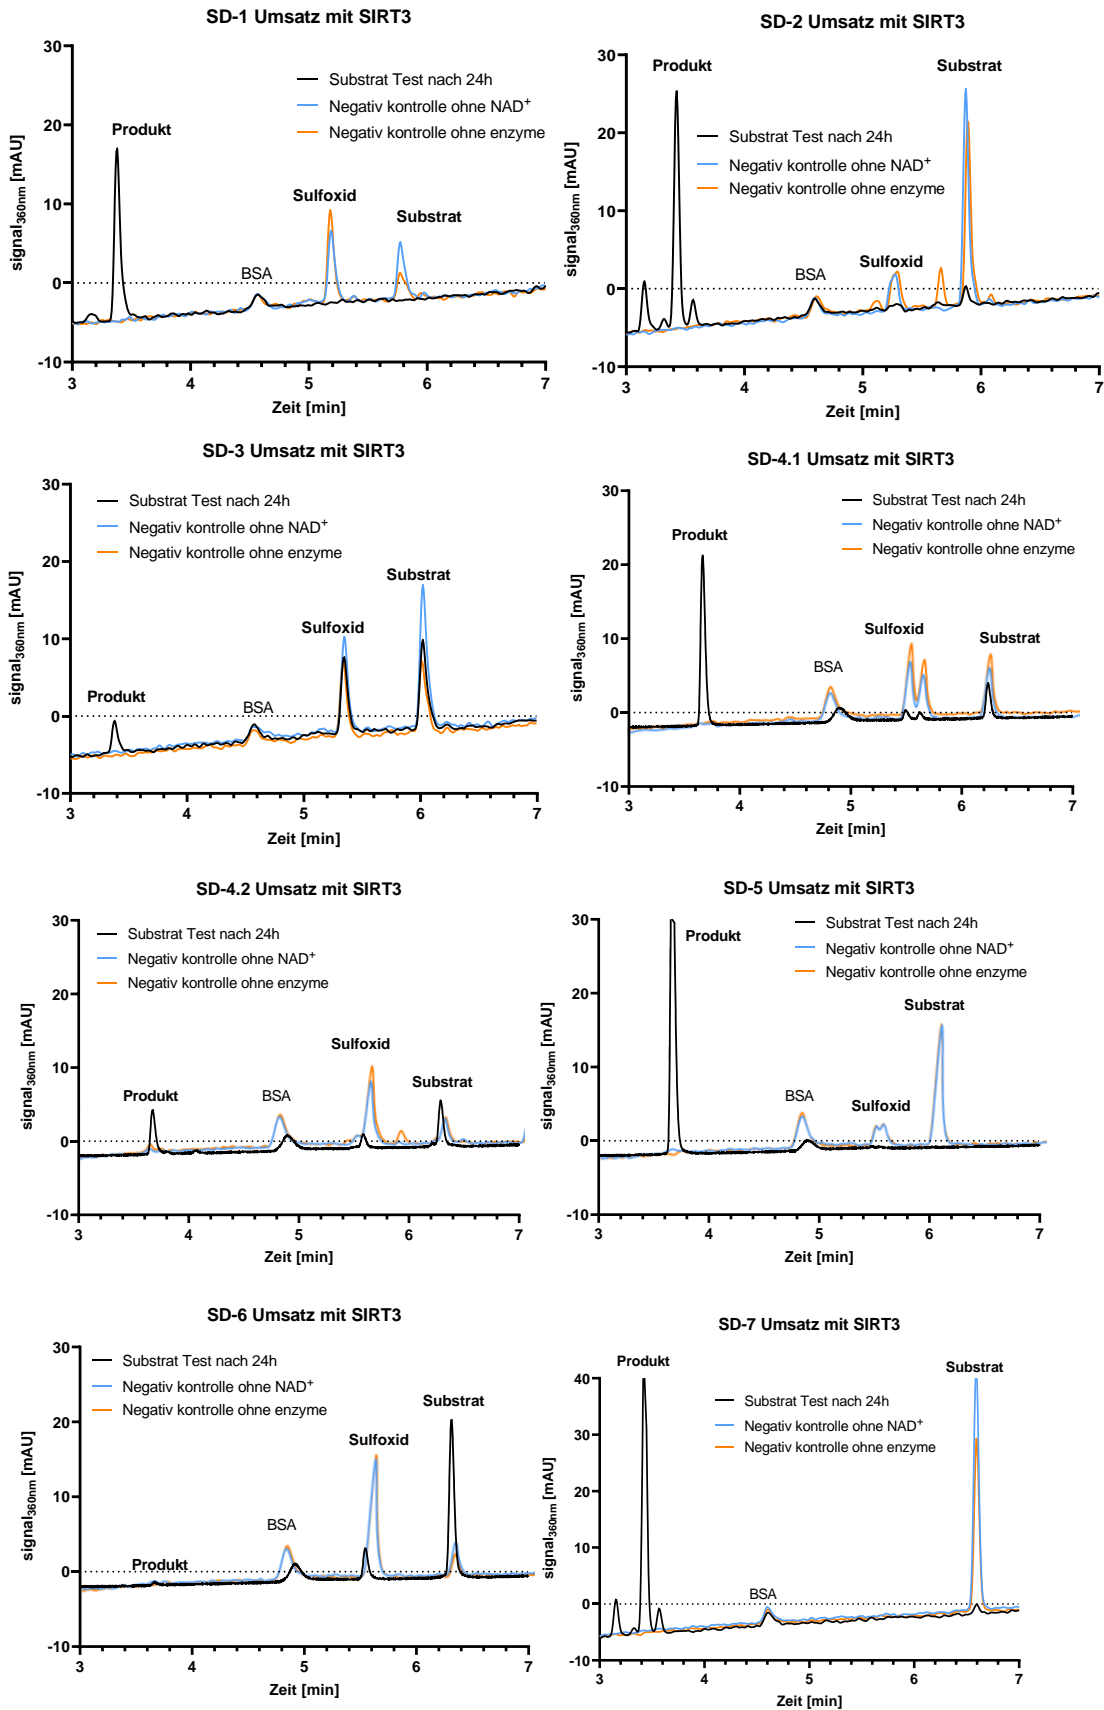 SD-1 Umsatz mit SIRT3
30
20
10
0
-10
signal360nm [mAU]
Substrat Test nach 24h
Negativ kontrolle ohne NAD+
Negativ kontrolle ohne enzyme
Produkt
BSA
Sulfoxid
Substrat
3 4 5 6 7
Zeit [min]
SD-2 Umsatz mit SIRT3
30
20
10
0
-10
signal360nm [mAU]
Produkt
Substrat
Substrat Test nach 24h
Negativ kontrolle ohne NAD+
Negativ kontrolle ohne enzyme
BSA
Sulfoxid
3 4 5 6 7
Zeit [min]
SD-3 Umsatz mit SIRT3
30
20
10
0
-10
signal360nm [mAU]
Substrat Test nach 24h
Negativ kontrolle ohne NAD+
Negativ kontrolle ohne enzyme
Substrat
Sulfoxid
Produkt
BSA
3 4 5 6 7
Zeit [min]
SD-4.1 Umsatz mit SIRT3
30
20
10
0
-10
signal360nm [mAU]
Substrat Test nach 24h
Negativ kontrolle ohne NAD+
Negativ kontrolle ohne enzyme
Produkt
Sulfoxid
Substrat
BSA
3 4 5 6 7
Zeit [min]
SD-4.2 Umsatz mit SIRT3
30
20
10
0
-10
signal360nm [mAU]
Substrat Test nach 24h
Negativ kontrolle ohne NAD+
Negativ kontrolle ohne enzyme
Sulfoxid
Produkt
BSA
Substrat
3 4 5 6 7
Zeit [min]
SD-5 Umsatz mit SIRT3
30
20
10
0
-10
signal360nm [mAU]
Substrat Test nach 24h
Produkt
Negativ kontrolle ohne NAD+
Negativ kontrolle ohne enzyme
Substrat
BSA
Sulfoxid
3 4 5 6 7
Zeit [min]
SD-6 Umsatz mit SIRT3
30
20
10
0
-10
signal360nm [mAU]
Substrat Test nach 24h
Negativ kontrolle ohne NAD+
Negativ kontrolle ohne enzyme
Substrat
Sulfoxid
BSA
Produkt
3 4 5 6 7
Zeit [min]
SD-7 Umsatz mit SIRT3
40
30
20
10
0
-10
signal360nm [mAU]
Produkt
Substrat
Substrat Test nach 24h
Negativ kontrolle ohne NAD+
Negativ kontrolle ohne enzyme
BSA
3 4 5 6 7
Zeit [min]